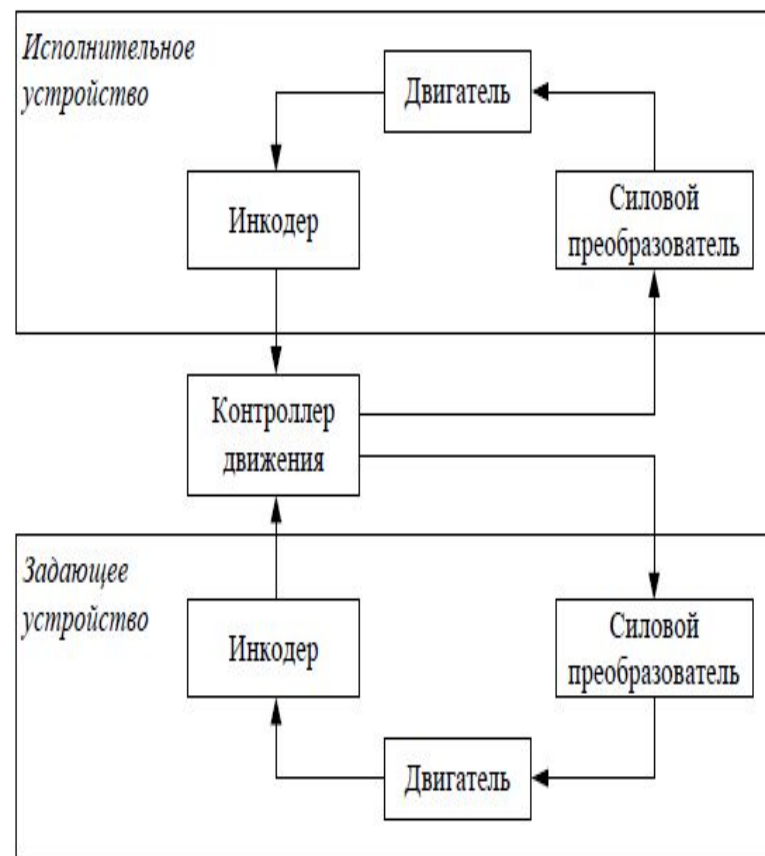 Исполнительное
устройство
Двигатель
Инкодер
Силовой
преобразователь
Контроллер
движения
Задающее
устройство
Инкодер
Силовой
преобразователь
Двигатель